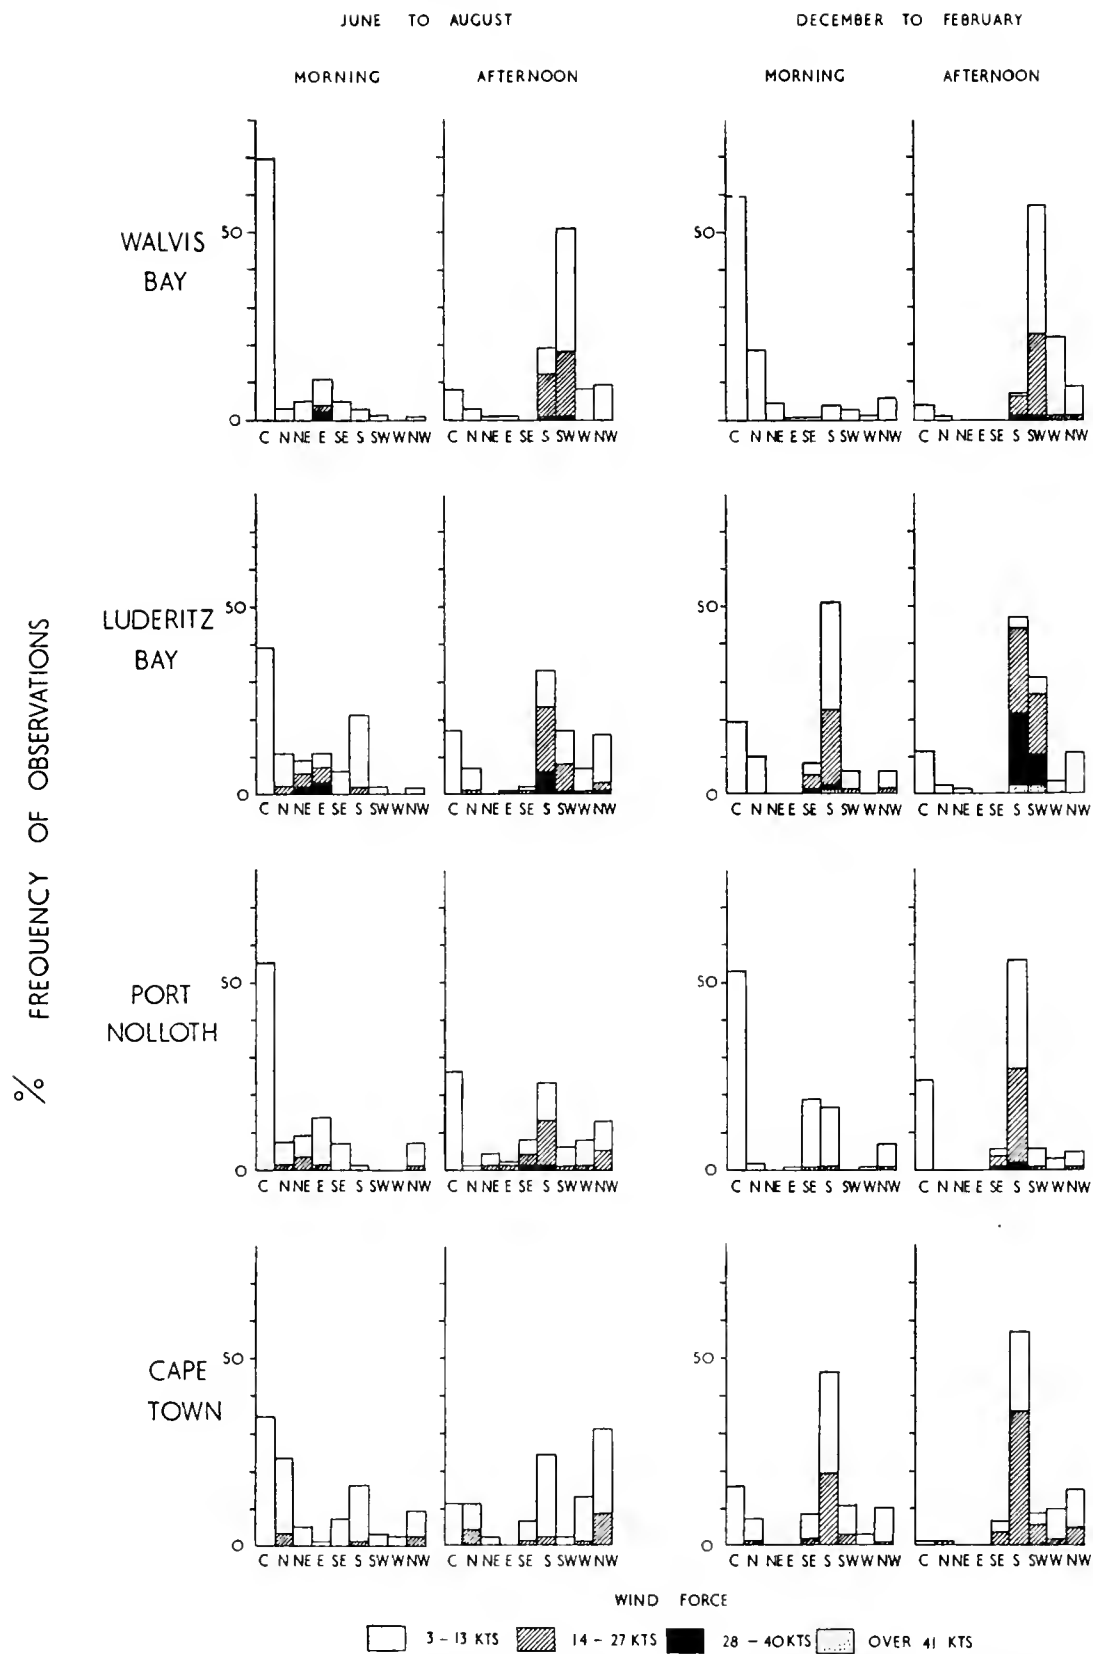 JUNE TO AUGUST DECEMBER TO FEBRUARY
MORNING AFTERNOON MORNING AFTERNOON
WALVIS
BAY
50 50
0 0
C N NE E SE S SW W NW C N NE E SE S SW W NW C N NE E SE S SW W NW C N NE E SE S SW W NW
LUDERITZ
BAY
50 50
0 0
C N NE E SE S SW W NW C N NE E SE S SW W NW C N NE E SE S SW W NW C N NE E SE S SW W NW
PORT
NOLLOTH
50 50
0 0
C N NE E SE S SW W NW C N NE E SE S SW W NW C N NE E SE S SW W NW C N NE E SE S SW W NW
CAPE
TOWN
50 50
0 0
C N NE E SE S SW W NW C N NE E SE S SW W NW C N NE E SE S SW W NW C N NE E SE S SW W NW
% FREQUENCY OF OBSERVATIONS
WIND FORCE
3 - 13 KTS 14 - 27 KTS 28 - 40 KTS OVER 41 KTS